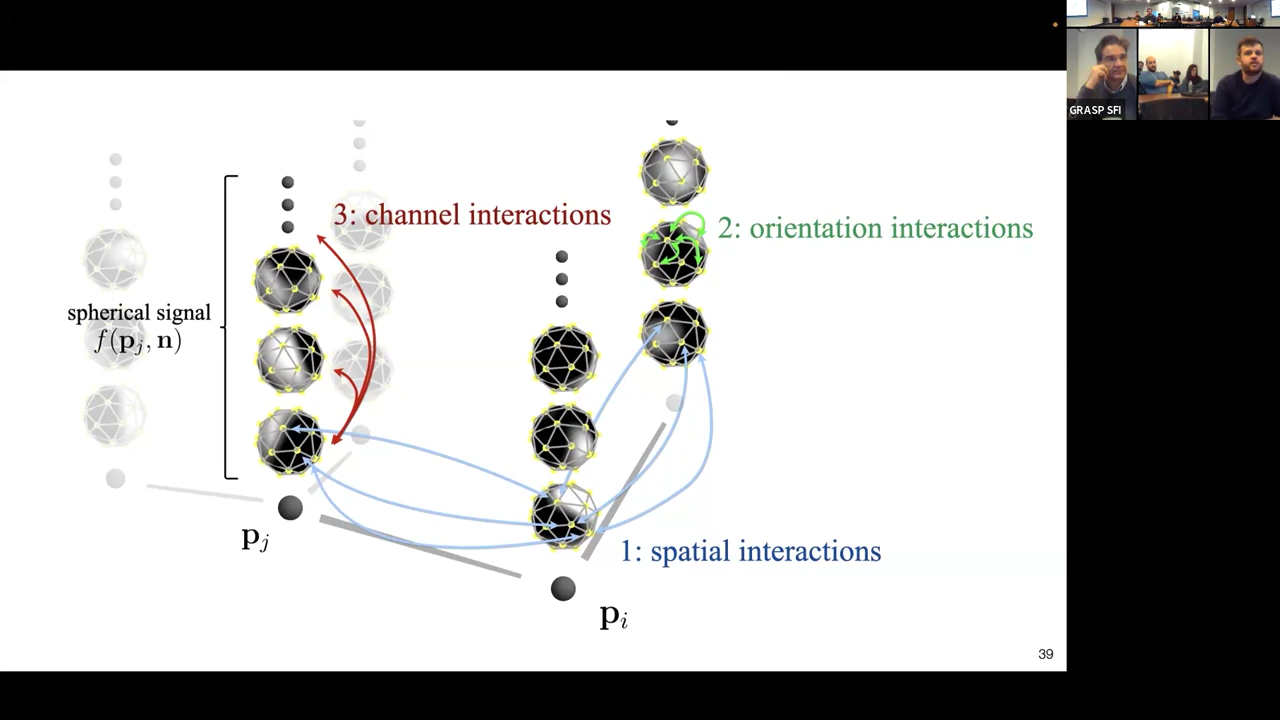 GRASP SFI
3: channel interactions
2: orientation interactions
spherical signal
f(p_j, n)
1: spatial interactions
p_j
p_i
39